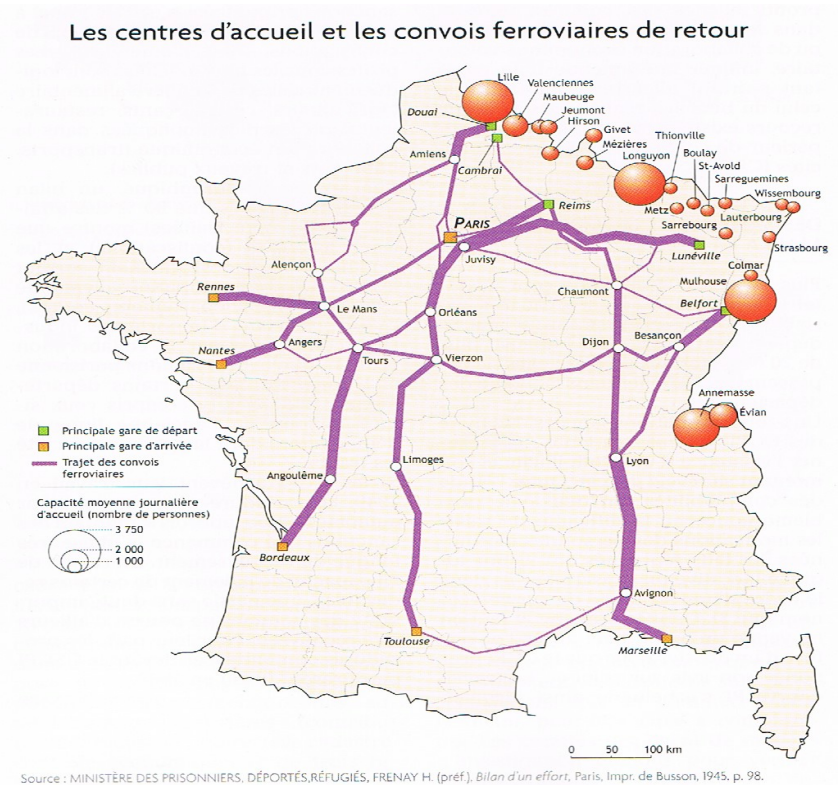 Les centres d'accueil et les convois ferroviaires de retour
Lille
Valenciennes
Maubeuge
Jeumont
Hirson
Douai
Givet
Thionville
Mézières
Boulay
Longuyon
St-Avold
Amiens
Cambrai
Sarreguemines
Wissembourg
Reims
Metz
Lauterbourg
PARIS
Sarrebourg
Strasbourg
Juvisy
Lunéville
Alençon
Colmar
Rennes
Chaumont
Mulhouse
Belfort
Le Mans
Orléans
Nantes
Angers
Dijon
Besançon
Tours
Vierzon
Annemasse
Évian
Principale gare de départ
Principale gare d'arrivée
Trajet des convois
ferroviaires
Limoges
Lyon
Angoulême
Capacité moyenne journalière
d'accueil (nombre de personnes)
3 750
2 000
1 000
Bordeaux
Avignon
Toulouse
Marseille
0 50 100 km
Source : MINISTÈRE DES PRISONNIERS, DÉPORTÉS,RÉFUGIÉS, FRENAY H. (préf.). Bilan d'un effort, Paris, Impr. de Busson, 1945. p. 98.